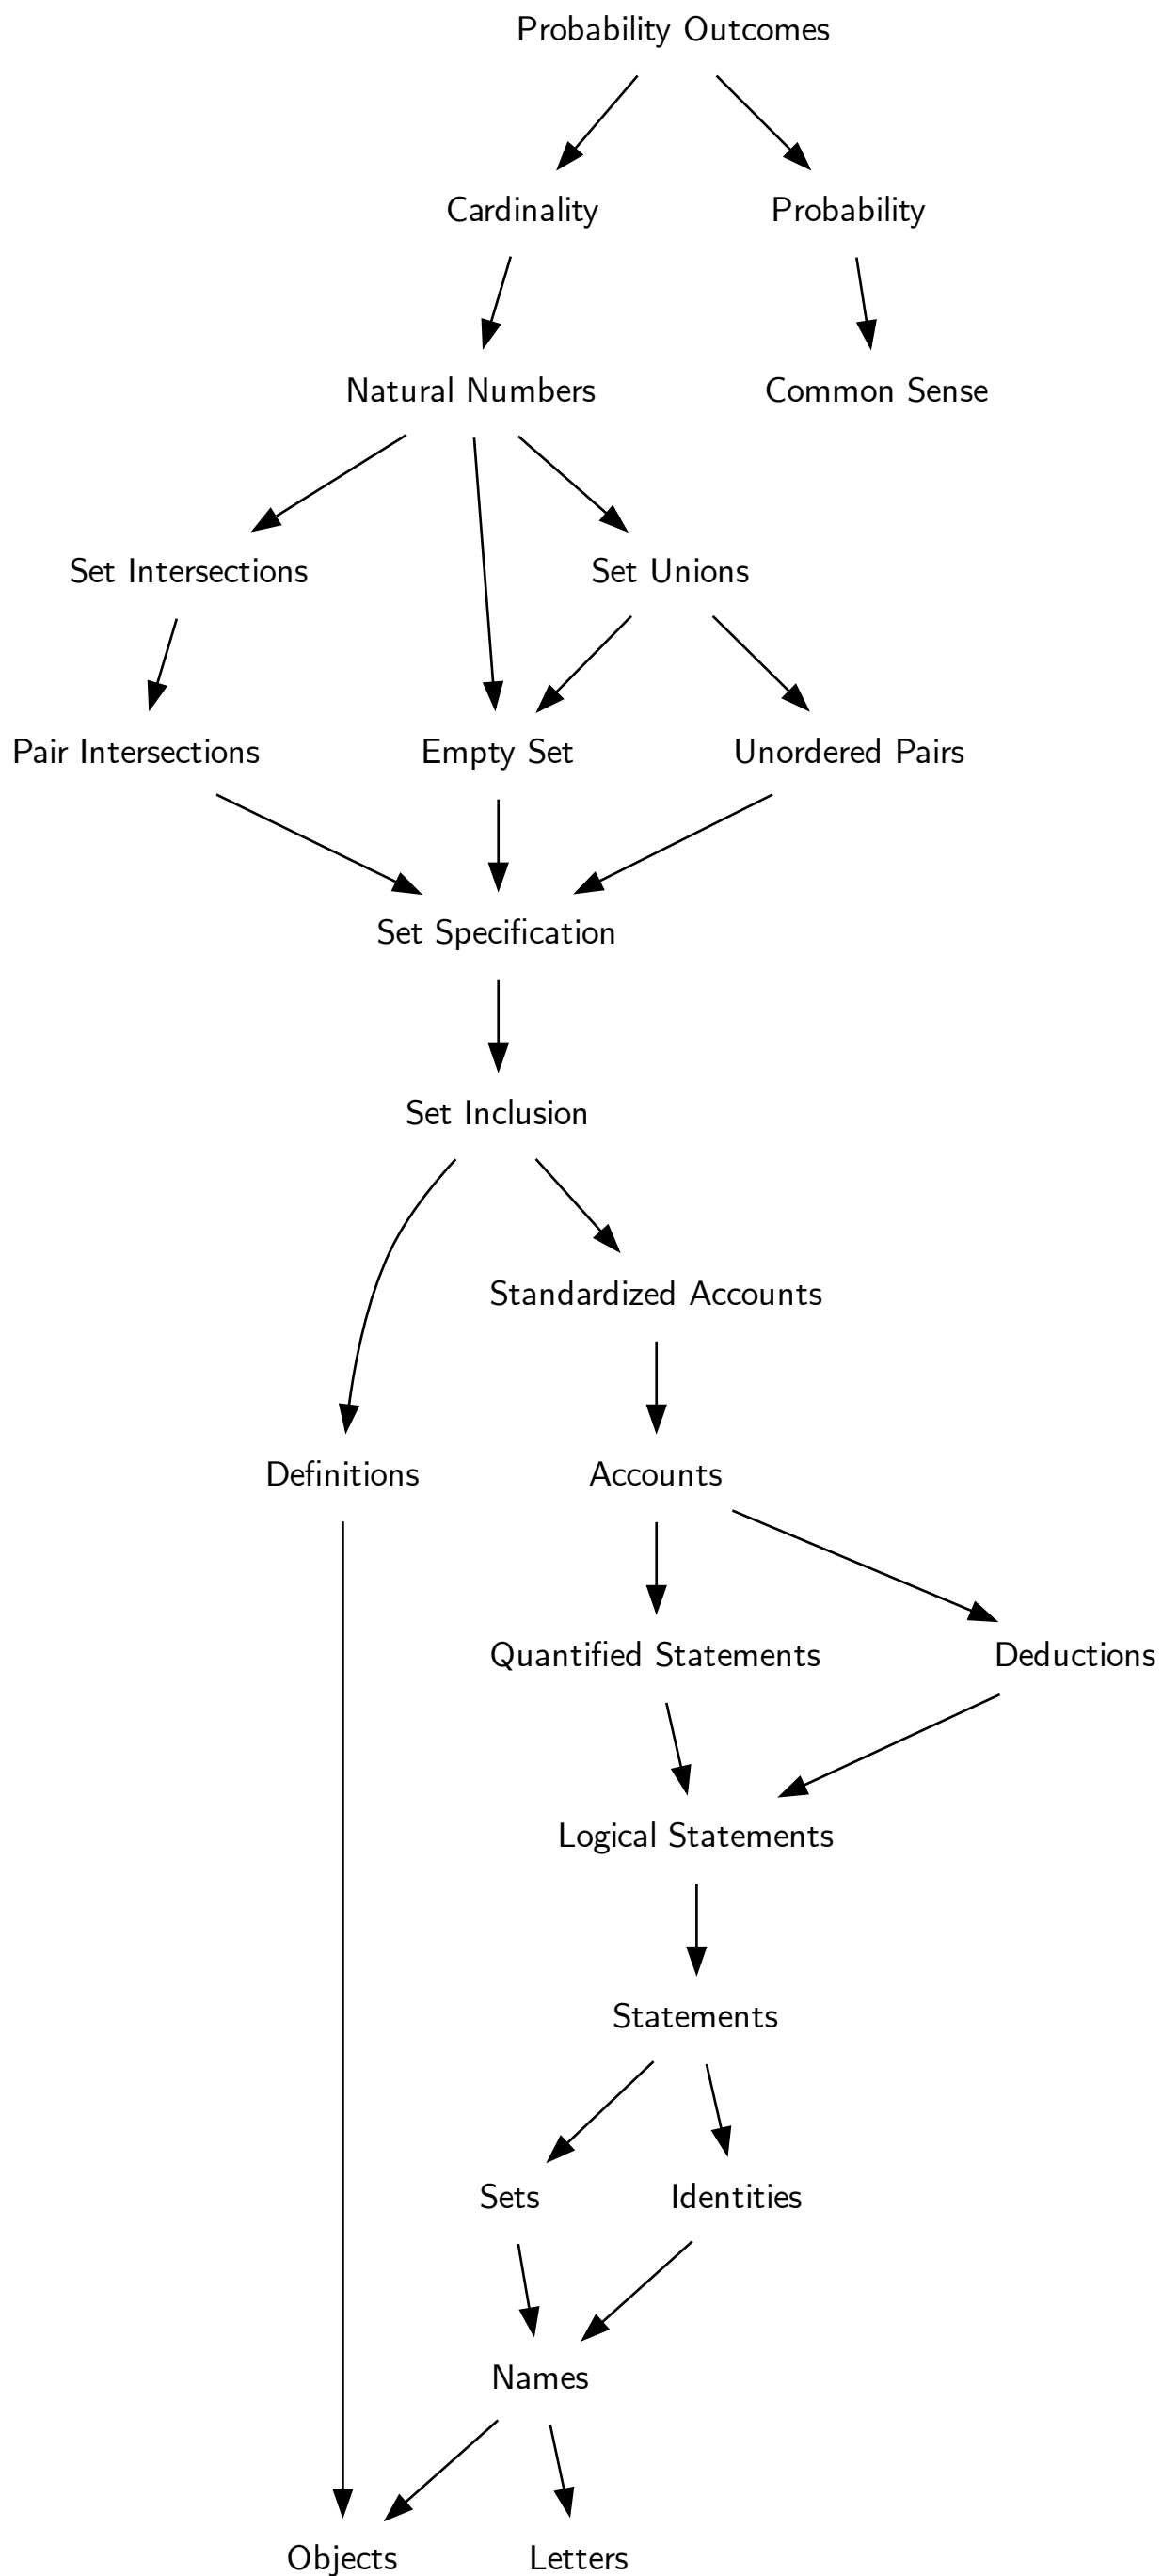 Probability Outcomes
Cardinality
Probability
Natural Numbers
Common Sense
Set Intersections
Set Unions
Pair Intersections
Empty Set
Unordered Pairs
Set Specification
Set Inclusion
Standardized Accounts
Definitions
Accounts
Quantified Statements
Deductions
Logical Statements
Statements
Sets
Identities
Names
Objects
Letters